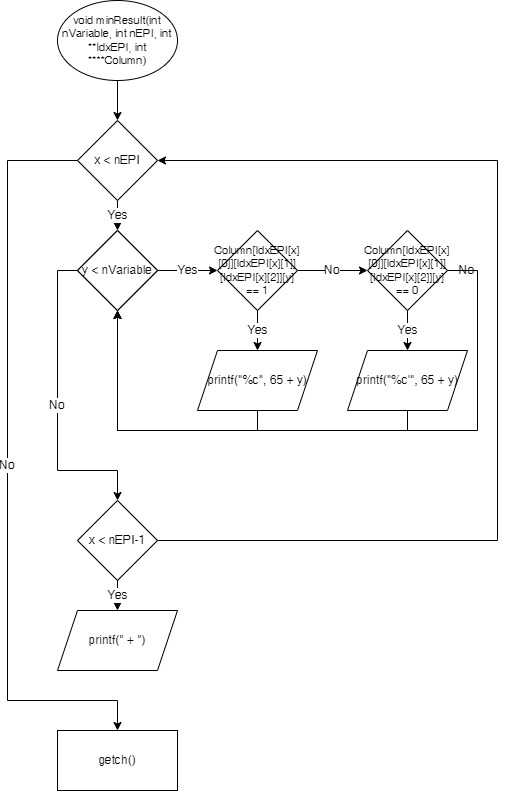 void minResult(int
nVariable, int nEPI, int
**IdxEPI, int
****Column)
x < nEPI
Yes
y < nVariable
Yes
Column[IdxEPI[x]
[0]][IdxEPI[x][1]]
[IdxEPI[x][2]][y]
== 1
No
Column[IdxEPI[x]
[0]][IdxEPI[x][1]]
[IdxEPI[x][2]][y]
== 0
No
Yes
Yes
printf("%c", 65 + y)
printf("%c'", 65 + y)
No
No
x < nEPI-1
Yes
printf(" + ")
getch()